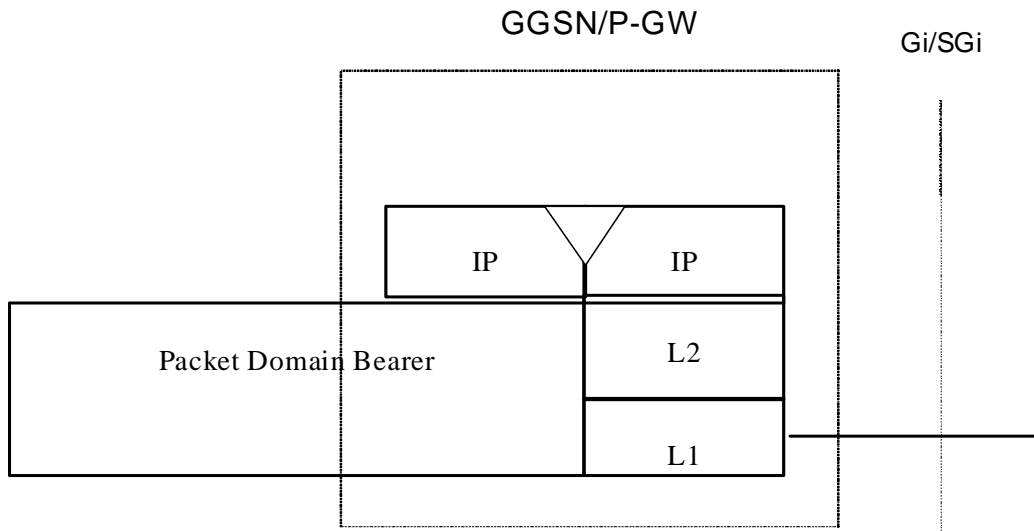 GGSN/P-GW
Gi/SGi
IP
IP
Packet Domain Bearer
L2
L1